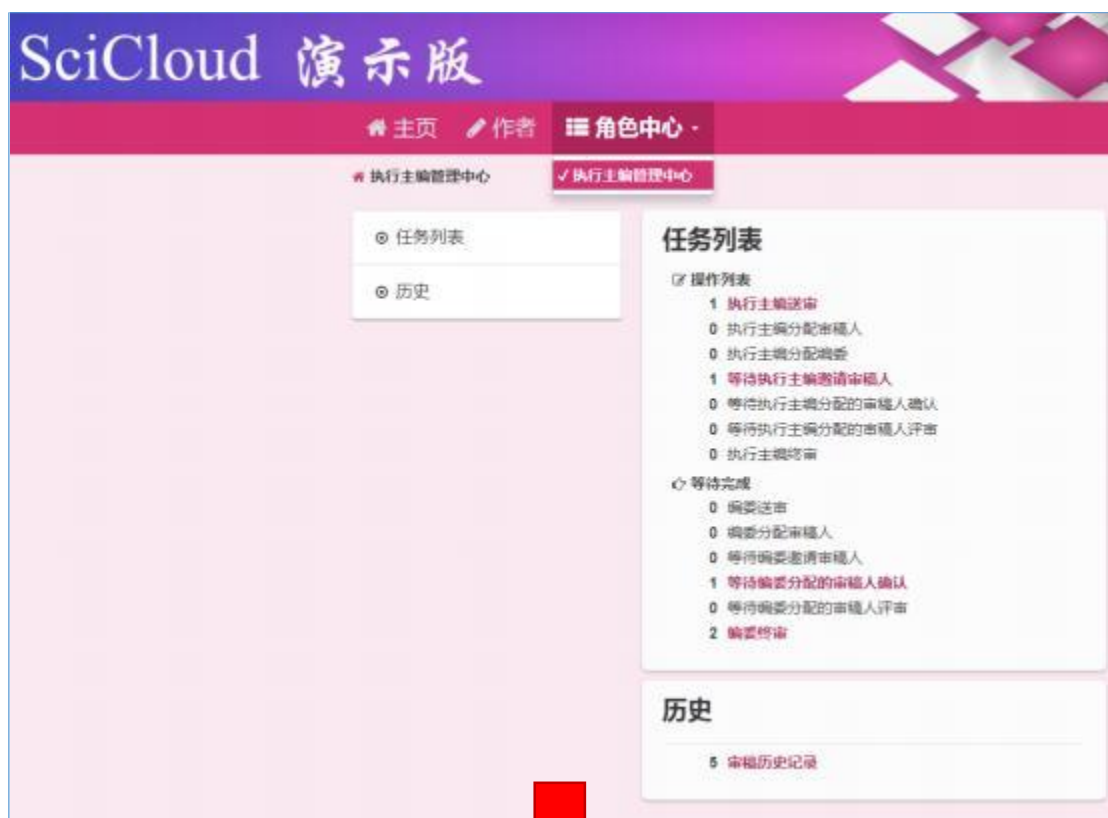 SciCloud 演示版
主页 作者 角色中心
执行主编管理中心 执行主编管理中心
任务列表
历史
任务列表
操作列表
1 执行主编送审
0 执行主编分配审稿人
0 执行主编分配编委
1 等待执行主编邀请审稿人
0 等待执行主编分配的审稿人确认
0 等待执行主编分配的审稿人评审
0 执行主编终审
等待完成
0 编委送审
0 编委分配审稿人
0 等待编委邀请审稿人
1 等待编委分配的审稿人确认
0 等待编委分配的审稿人评审
2 编委终审
历史
5 审稿历史记录